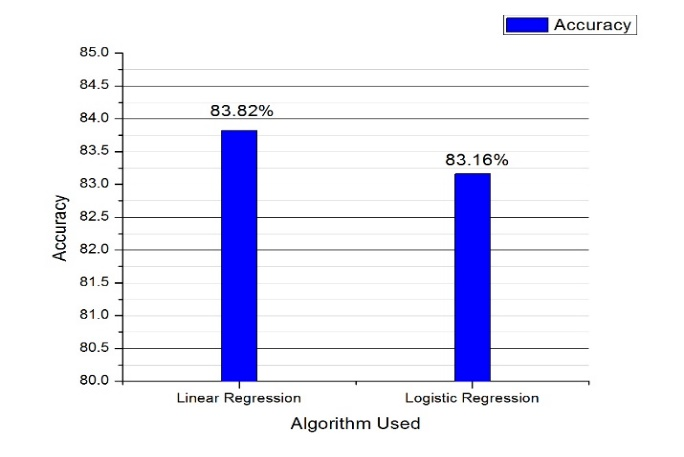 Accuracy
85.0
84.5
84.0
83.5
83.0
82.5
82.0
81.5
81.0
80.5
80.0
Accuracy
83.82%
83.16%
Linear Regression
Logistic Regression
Algorithm Used